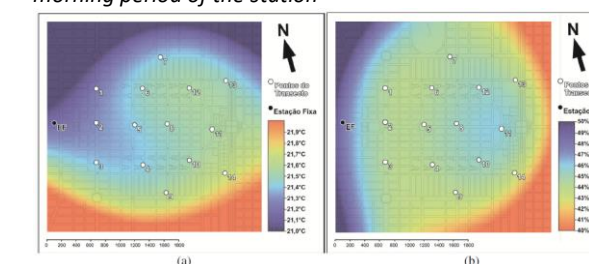 morning period of the station
(a)
N
Pontos do
Transecto
Estação Fixa
EF
21,9°C
21,8°C
21,7°C
21,6°C
21,5°C
21,4°C
21,3°C
21,2°C
21,1°C
21,0°C
0 200 400 600 800 1000 1200 1400 1600 1800
(b)
N
Pontos do
Transecto
Estação
EF
50%
49%
48%
47%
46%
45%
44%
43%
42%
41%
40%
0 200 400 600 800 1000 1200 1400 1600 1800
(a)
(b)